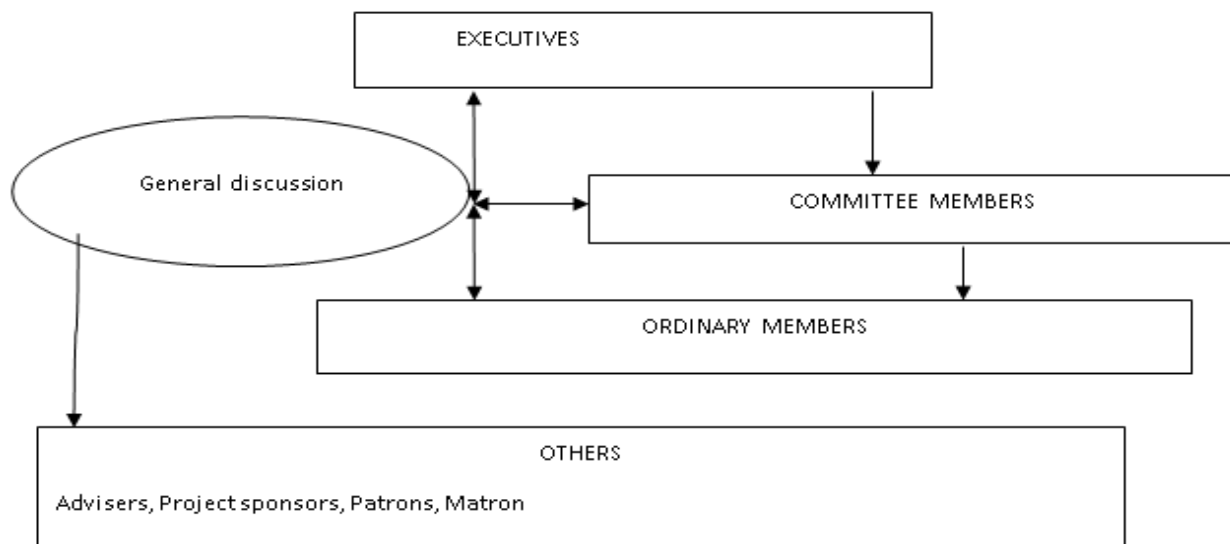 EXECUTIVES
General discussion
COMMITTEE MEMBERS
ORDINARY MEMBERS
OTHERS
Advisers, Project sponsors, Patrons, Matron